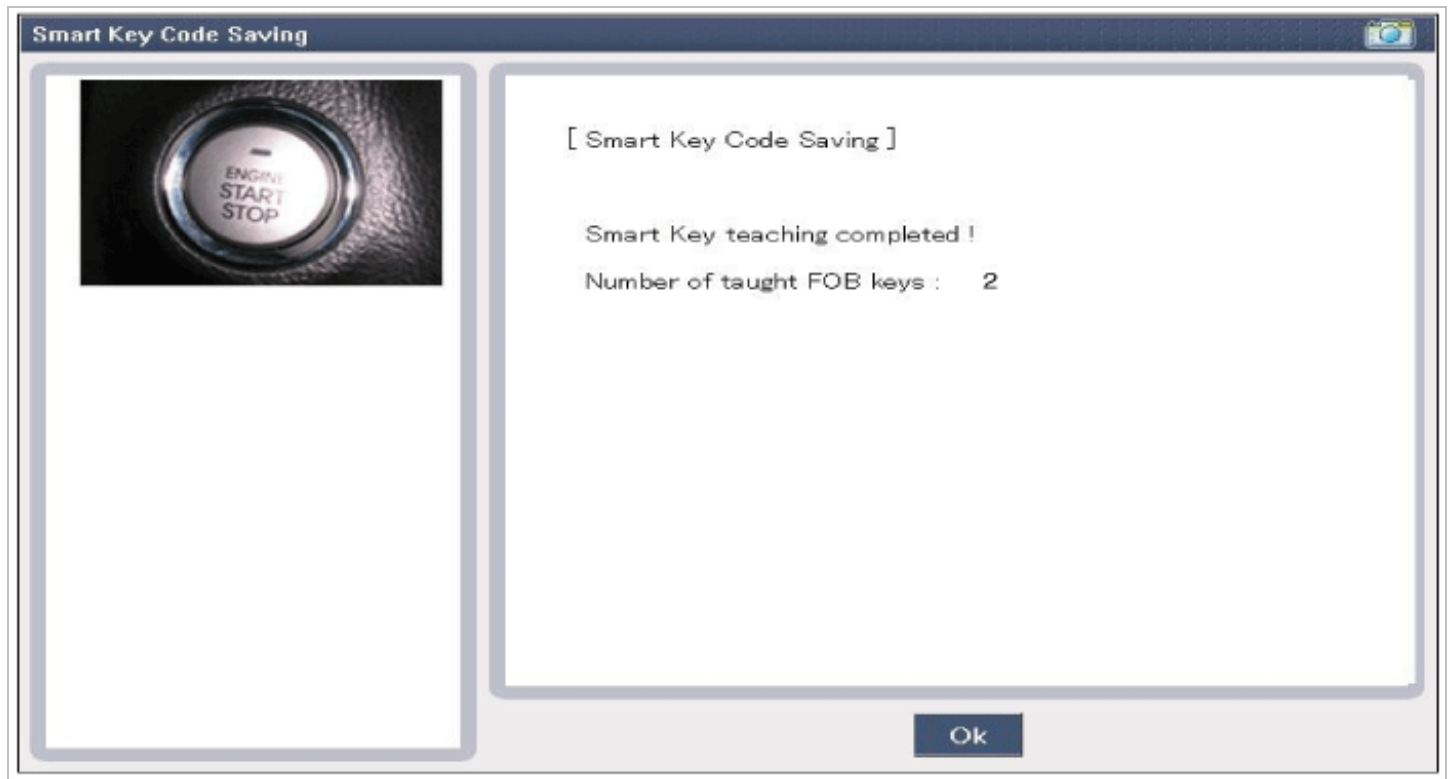 Smart Key Code Saving
ENGINE
START
STOP
[ Smart Key Code Saving ]
Smart Key teaching completed !
Number of taught FOB keys : 2
Ok